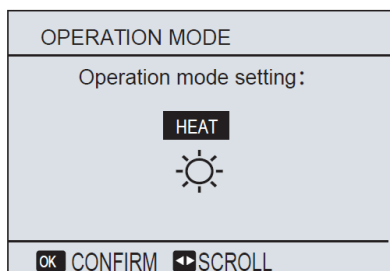 OPERATION MODE
Operation mode setting:
HEAT
OK CONFIRM ◄►SCROLL